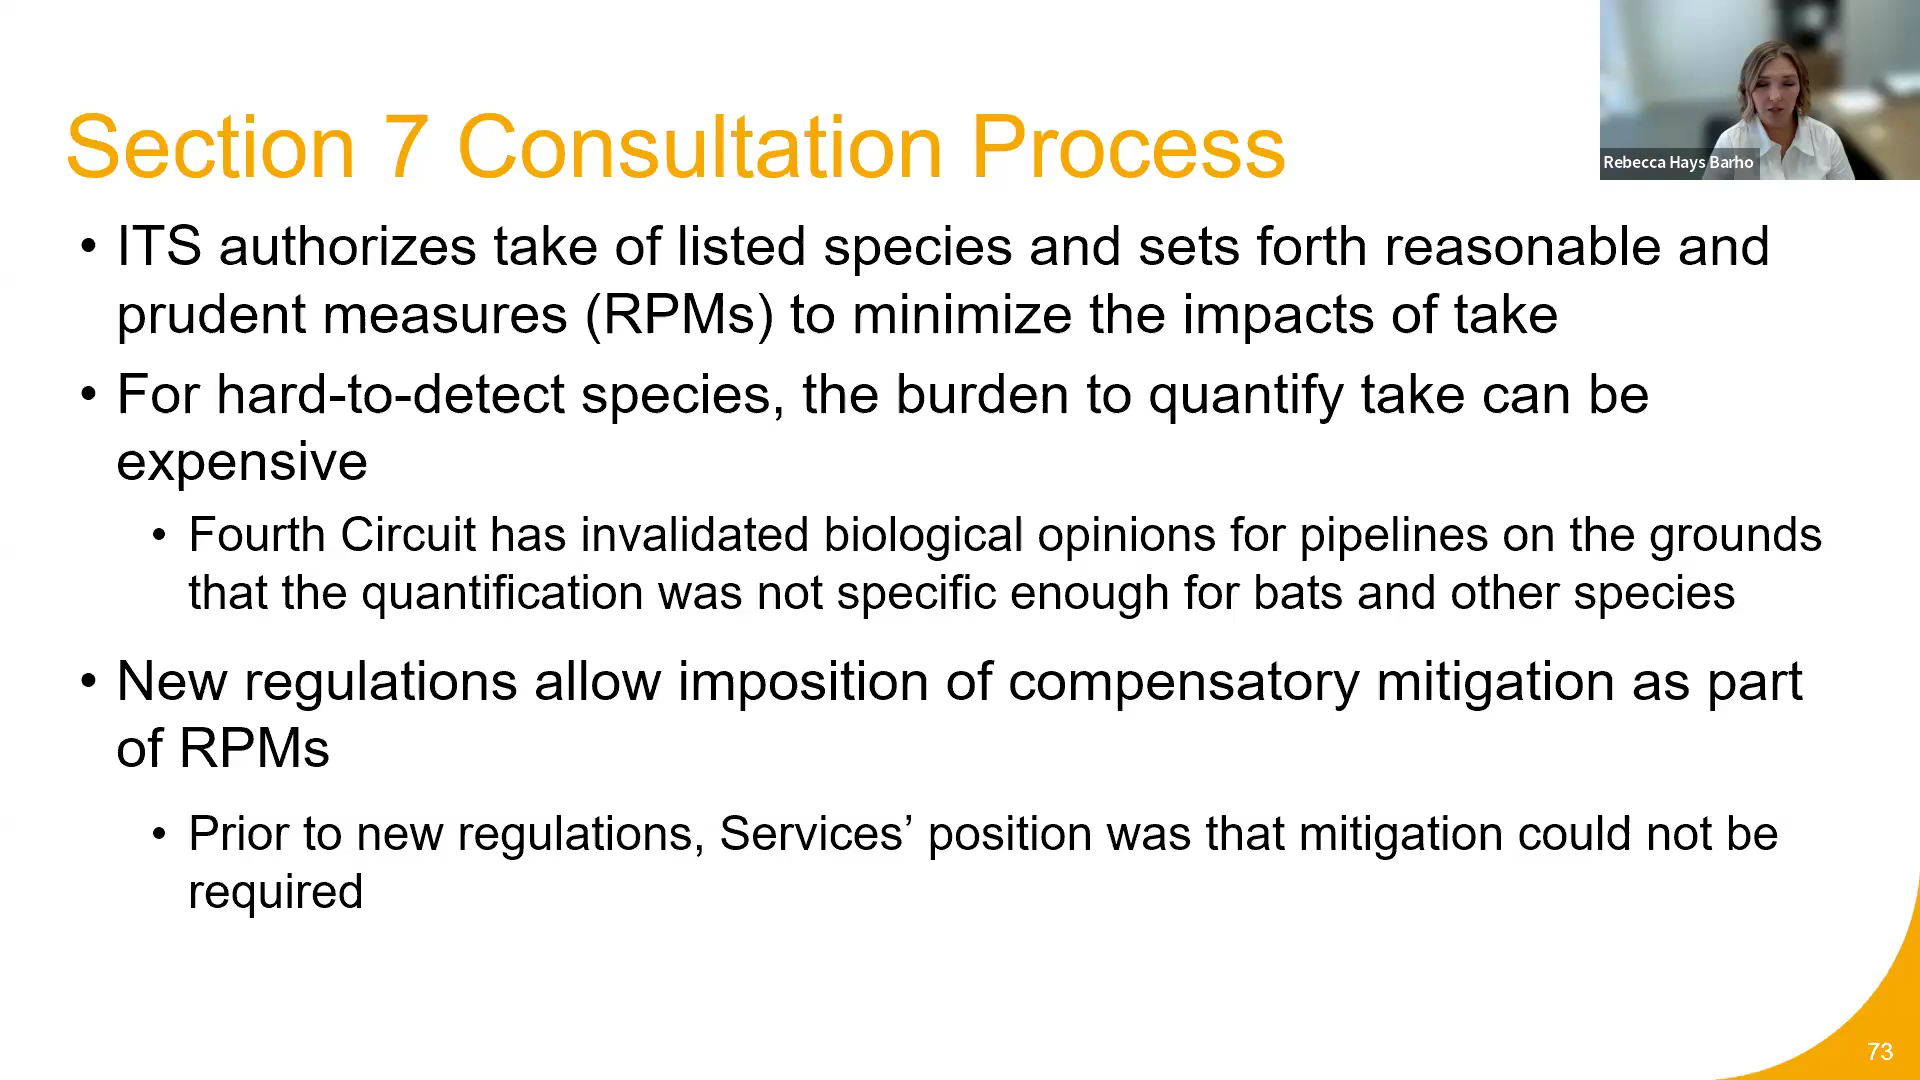 Section 7 Consultation Process
Rebecca Hays Barho
• ITS authorizes take of listed species and sets forth reasonable and
prudent measures (RPMs) to minimize the impacts of take
• For hard-to-detect species, the burden to quantify take can be
expensive
• Fourth Circuit has invalidated biological opinions for pipelines on the grounds
that the quantification was not specific enough for bats and other species
• New regulations allow imposition of compensatory mitigation as part
of RPMs
• Prior to new regulations, Services’ position was that mitigation could not be
required
73